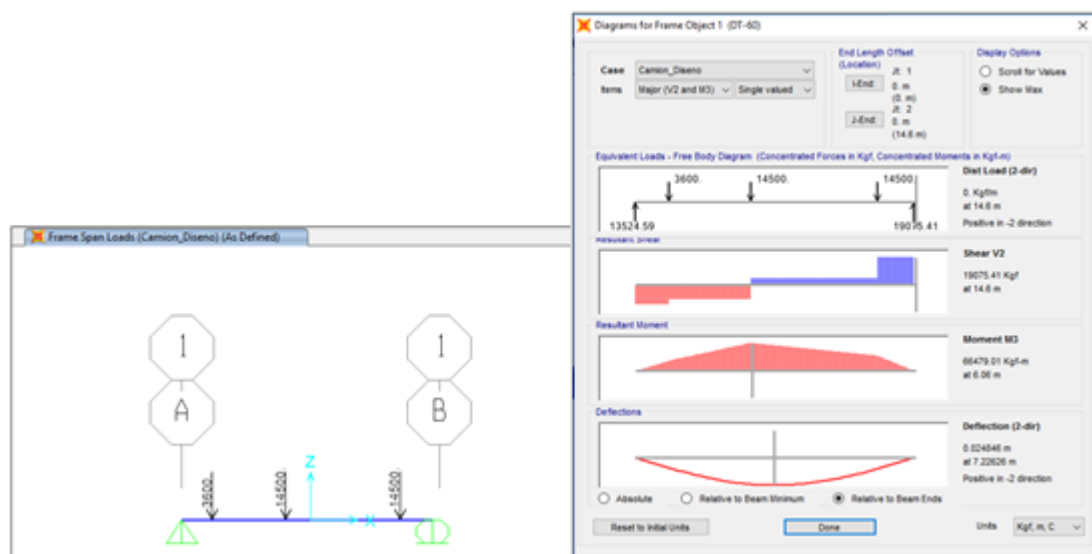 Frame Span Loads (Camion_Diseno) (As Defined)
1
1
A
B
Z
X
3600.
14500.
14500.
Diagrams for Frame Object 1 (DT-60)
Case
Camion_Diseno
Items
Major (V2 and M3)
Single valued
End Length Offset
(Location)
I-End:
Jt: 1
0. m
(0. m)
J-End:
Jt: 2
0. m
(14.6 m)
Display Options
Scroll for Values
Show Max
Equivalent Loads - Free Body Diagram (Concentrated Forces in Kgf, Concentrated Moments in Kgf-m)
3600.
14500.
14500.
13524.59
19075.41
Dist Load (2-dir)
0. Kgf/m
at 14.6 m
Positive in -2 direction
Resultant Shear
Shear V2
19075.41 Kgf
at 14.6 m
Resultant Moment
Moment M3
66479.01 Kgf-m
at 6.06 m
Deflections
Deflection (2-dir)
0.024846 m
at 7.22626 m
Positive in -2 direction
Absolute
Relative to Beam Minimum
Relative to Beam Ends
Reset to Initial Units
Done
Units
Kgf, m, C